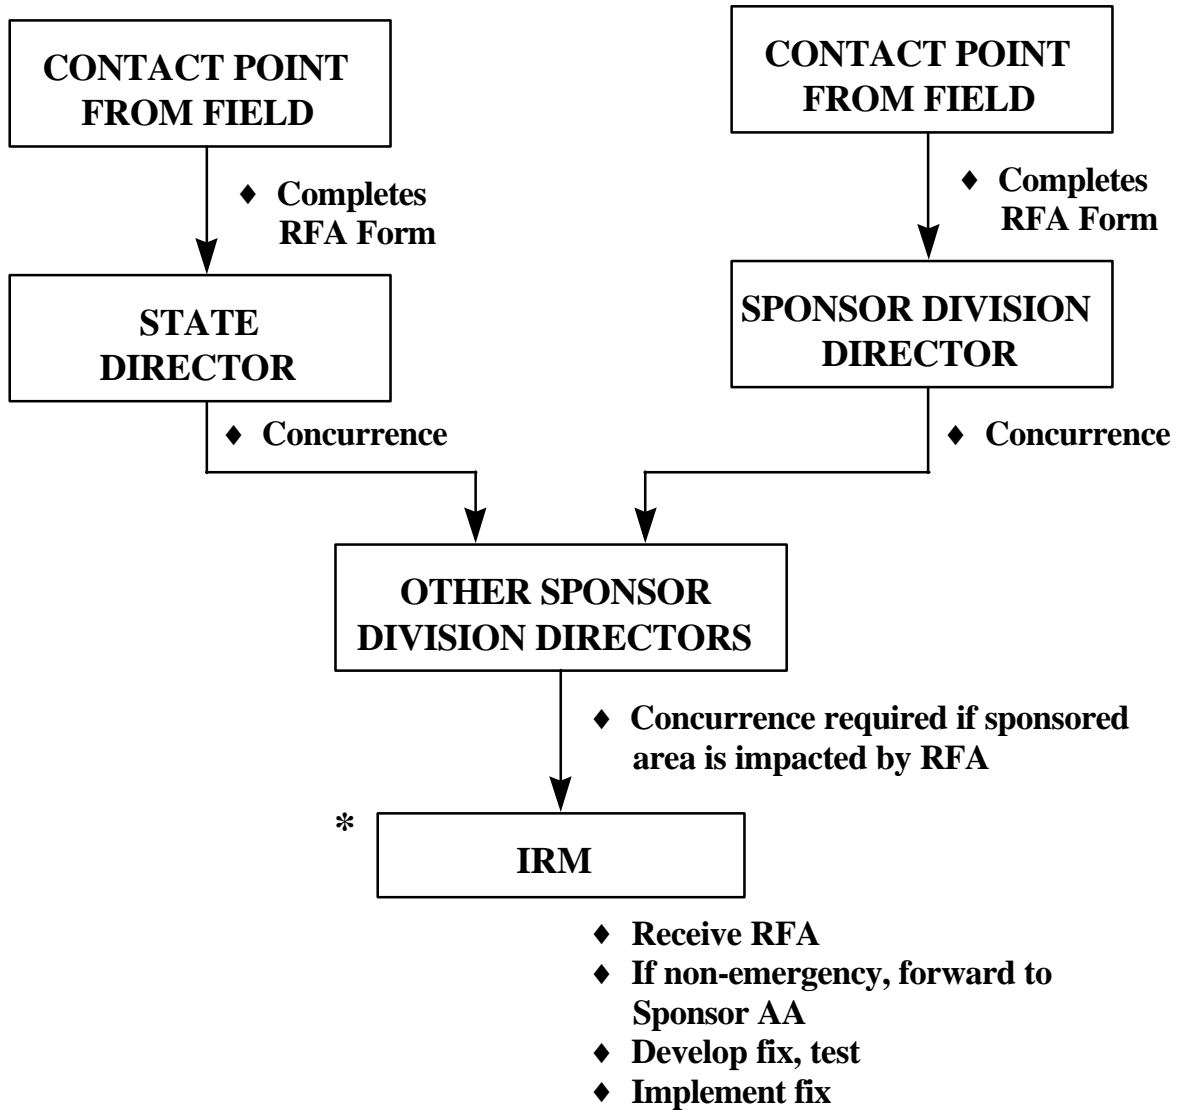 CONTACT POINT
FROM FIELD
CONTACT POINT
FROM FIELD
♦ Completes
RFA Form
♦ Completes
RFA Form
STATE
DIRECTOR
SPONSOR DIVISION
DIRECTOR
♦ Concurrence
♦ Concurrence
OTHER SPONSOR
DIVISION DIRECTORS
♦ Concurrence required if sponsored
area is impacted by RFA
*
IRM
♦ Receive RFA
♦ If non-emergency, forward to
Sponsor AA
♦ Develop fix, test
♦ Implement fix